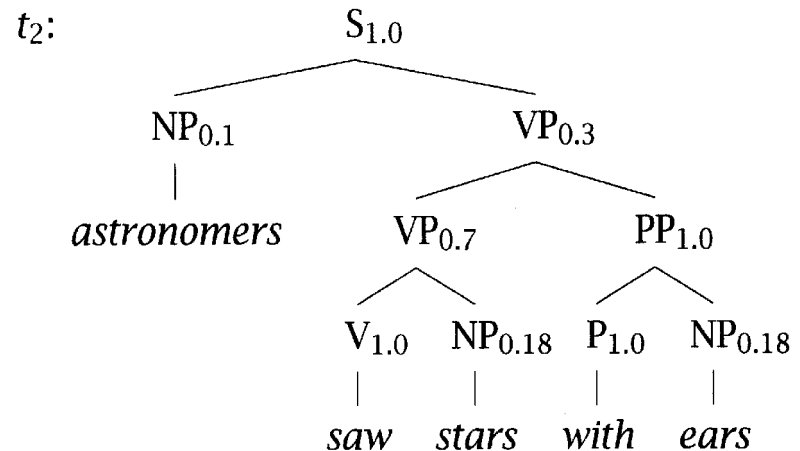 t₂: S₁.₀
NP₀.₁ VP₀.₃
astronomers VP₀.₇ PP₁.₀
V₁.₀ NP₀.₁₈ P₁.₀ NP₀.₁₈
saw stars with ears